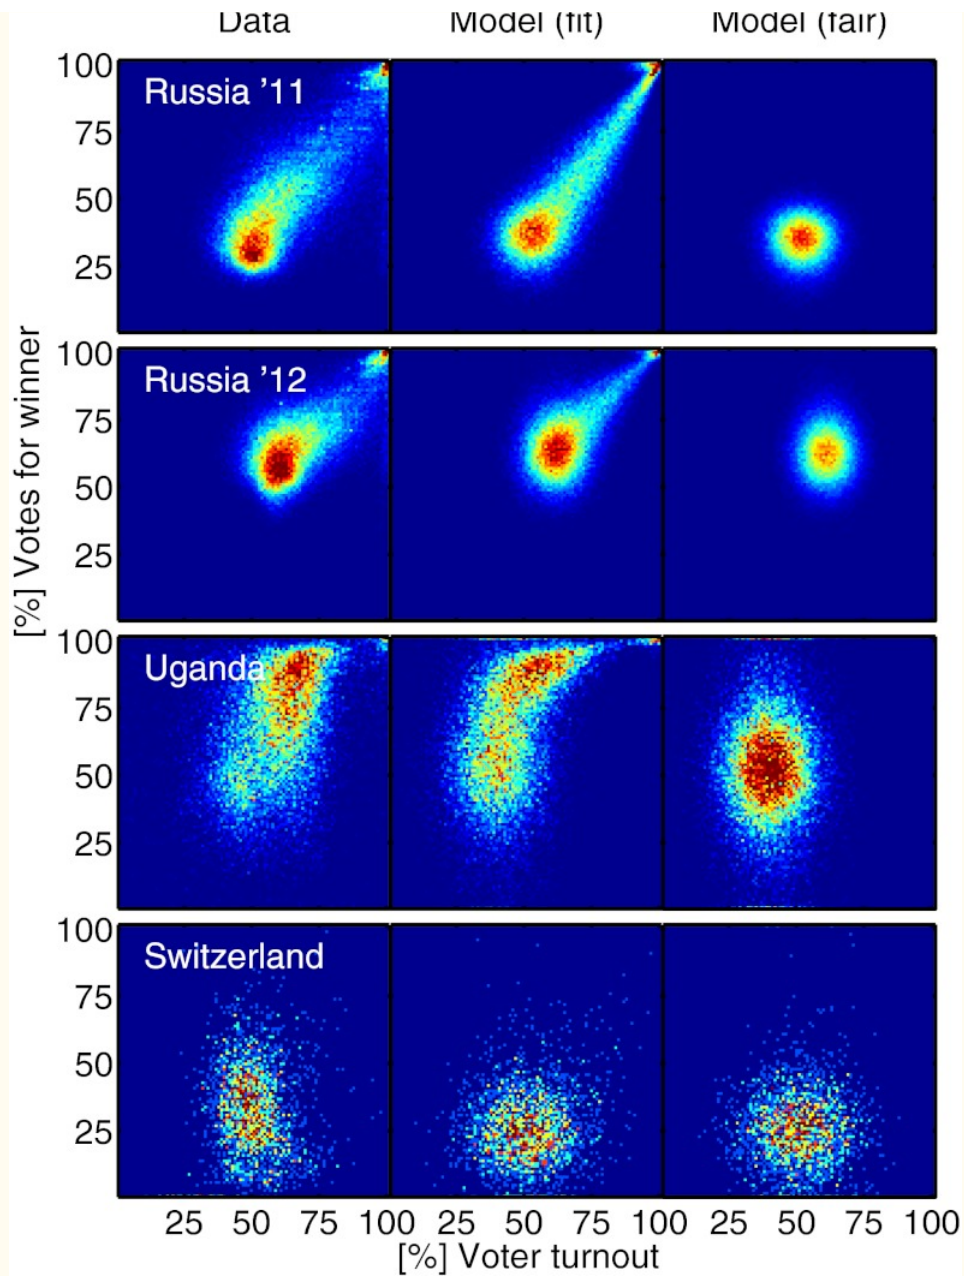 Data Model (fit) Model (fair)
100
Russia '11
75
50
25
100
Russia '12
75
50
25
[%] Votes for winner
100
Uganda
75
50
25
100
Switzerland
75
50
25
25 50 75 100 25 50 75 100 25 50 75 100
[%] Voter turnout